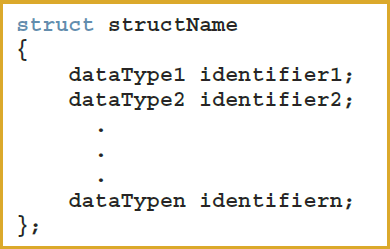 struct structName
{
dataType1 identifier1;
dataType2 identifier2;
.
.
.
dataTypen identifiern;
};